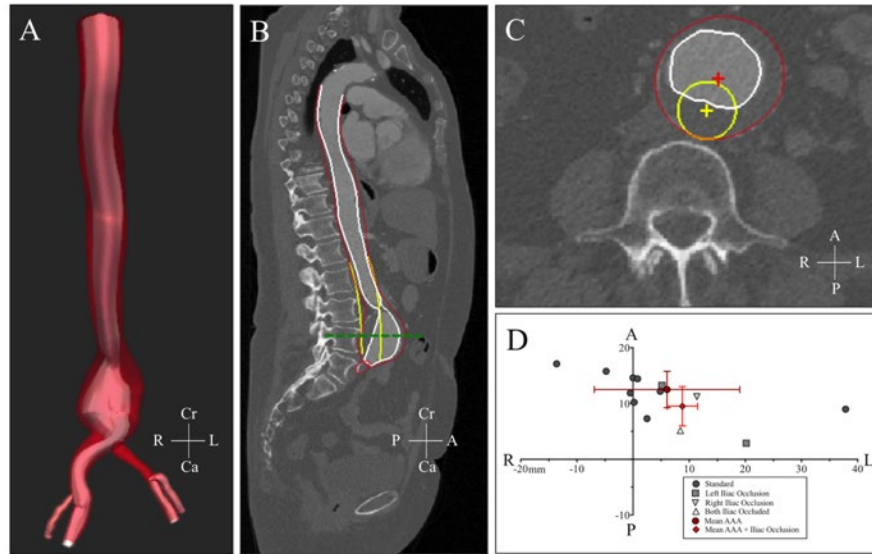 A
Cr
R
L
Ca
B
Cr
P
A
Ca
C
A
R
L
P
D
A
20
10
R
L
-20mm
-10
10
20
30
40
-10
P
Standard
Left Iliac Occlusion
Right Iliac Occlusion
Both Iliac Occluded
Mean AAA
Mean AAA + Iliac Occlusion